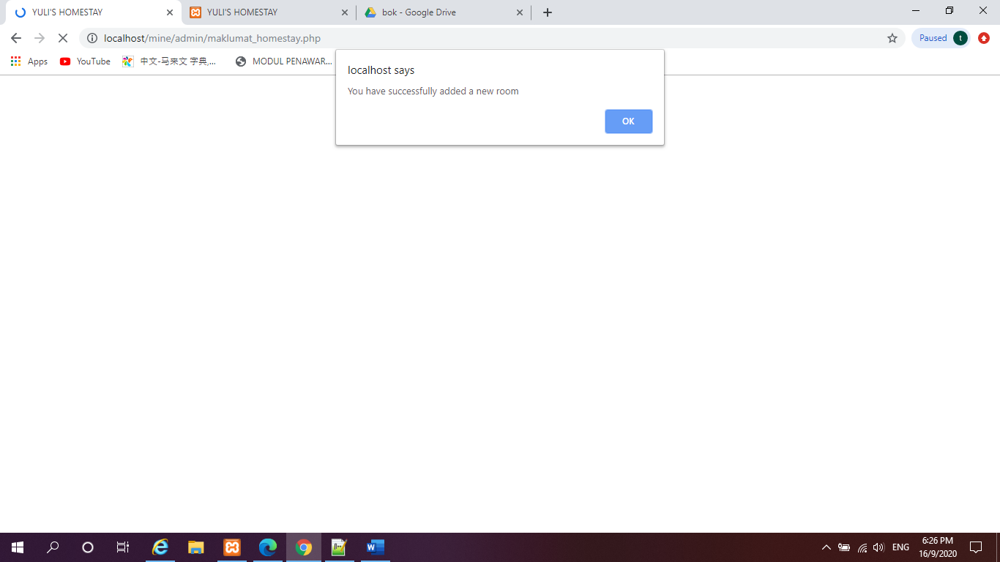 YULI'S HOMESTAY
YULI'S HOMESTAY
bok - Google Drive
localhost/mine/admin/maklumat_homestay.php
Paused
t
Apps
YouTube
中文-马来文 字典,...
MODUL PENAWAR...
localhost says
You have successfully added a new room
OK
ENG
6:26 PM
16/9/2020